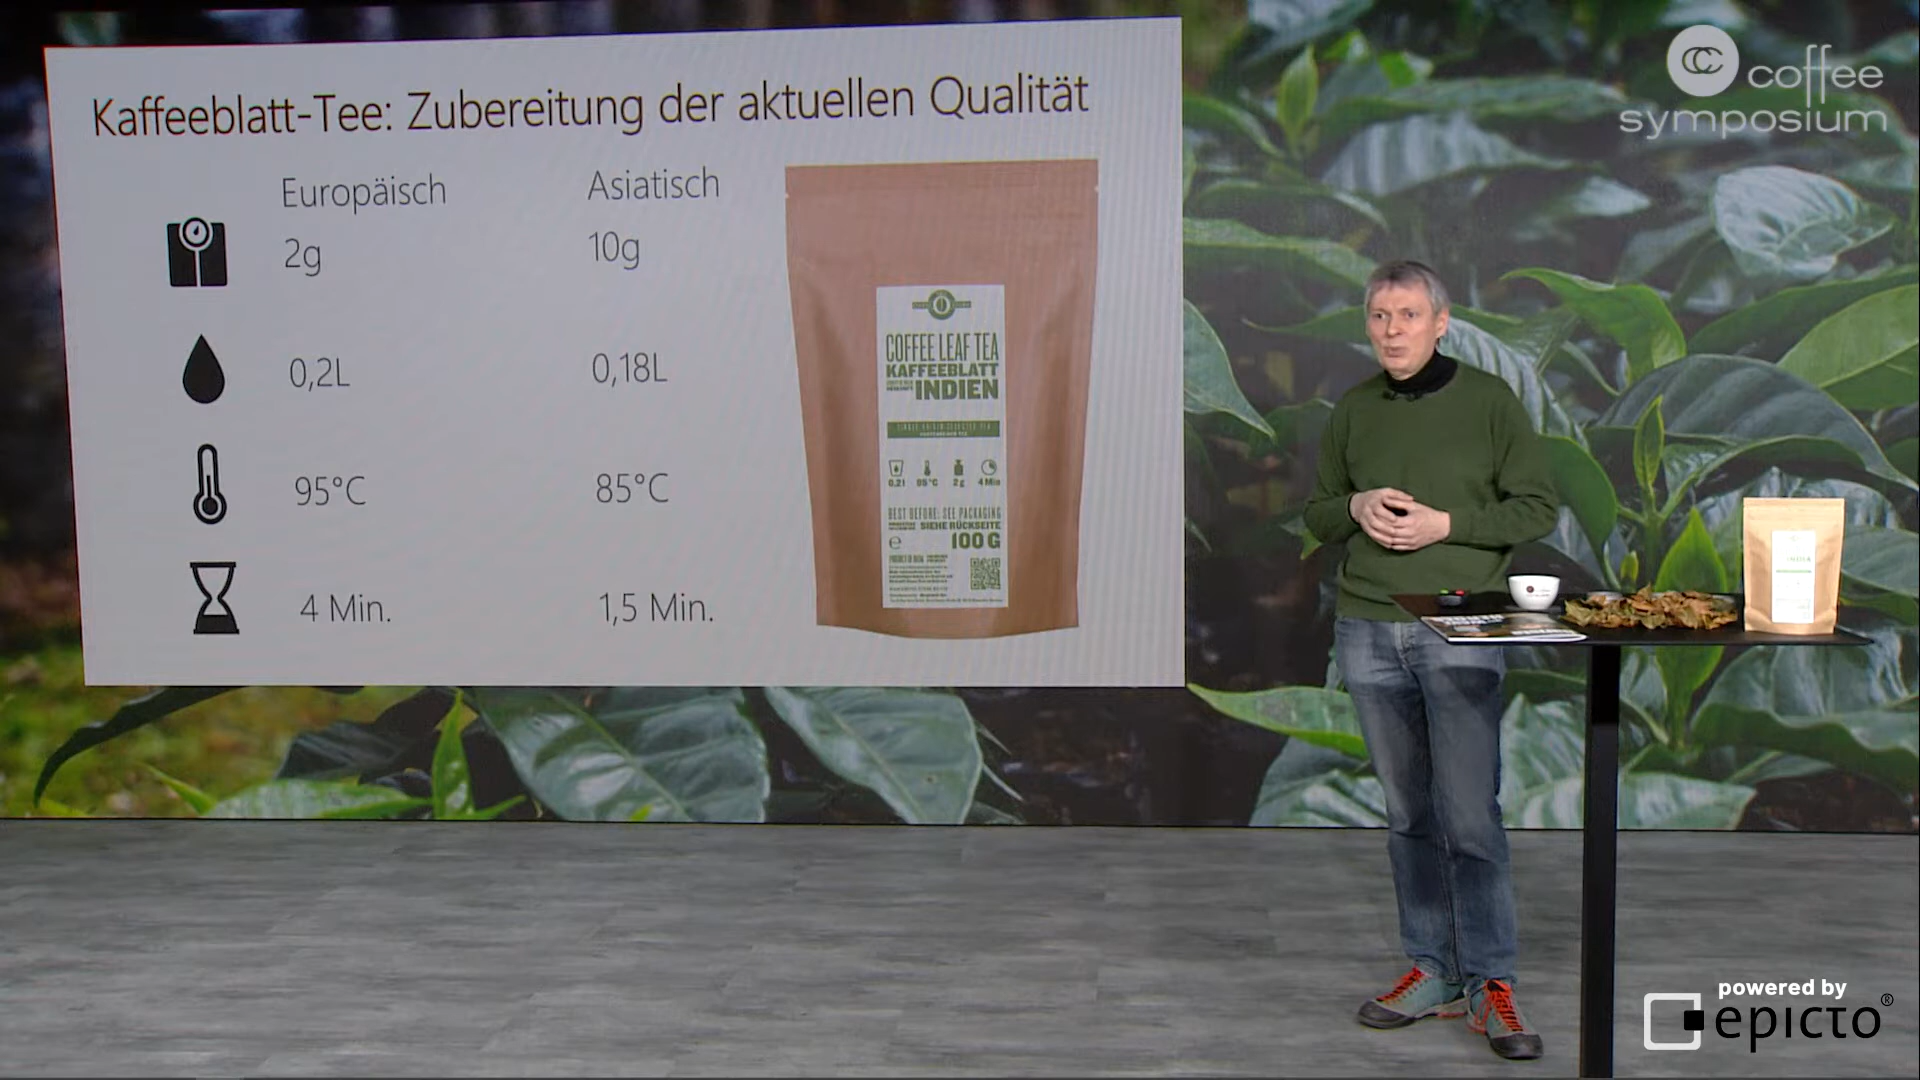 Kaffeeblatt-Tee: Zubereitung der aktuellen Qualität
Europäisch Asiatisch
2g 10g
0,2L 0,18L
95°C 85°C
4 Min. 1,5 Min.
COFFEE LEAF TEA
KAFFEEBLATT
INDIEN
0,2l 95°C 2g 4 Min
BEST BEFORE: SEE PACKAGING
SIEHE RÜCKSEITE
100 G
coffee
symposium
powered by
epicto®